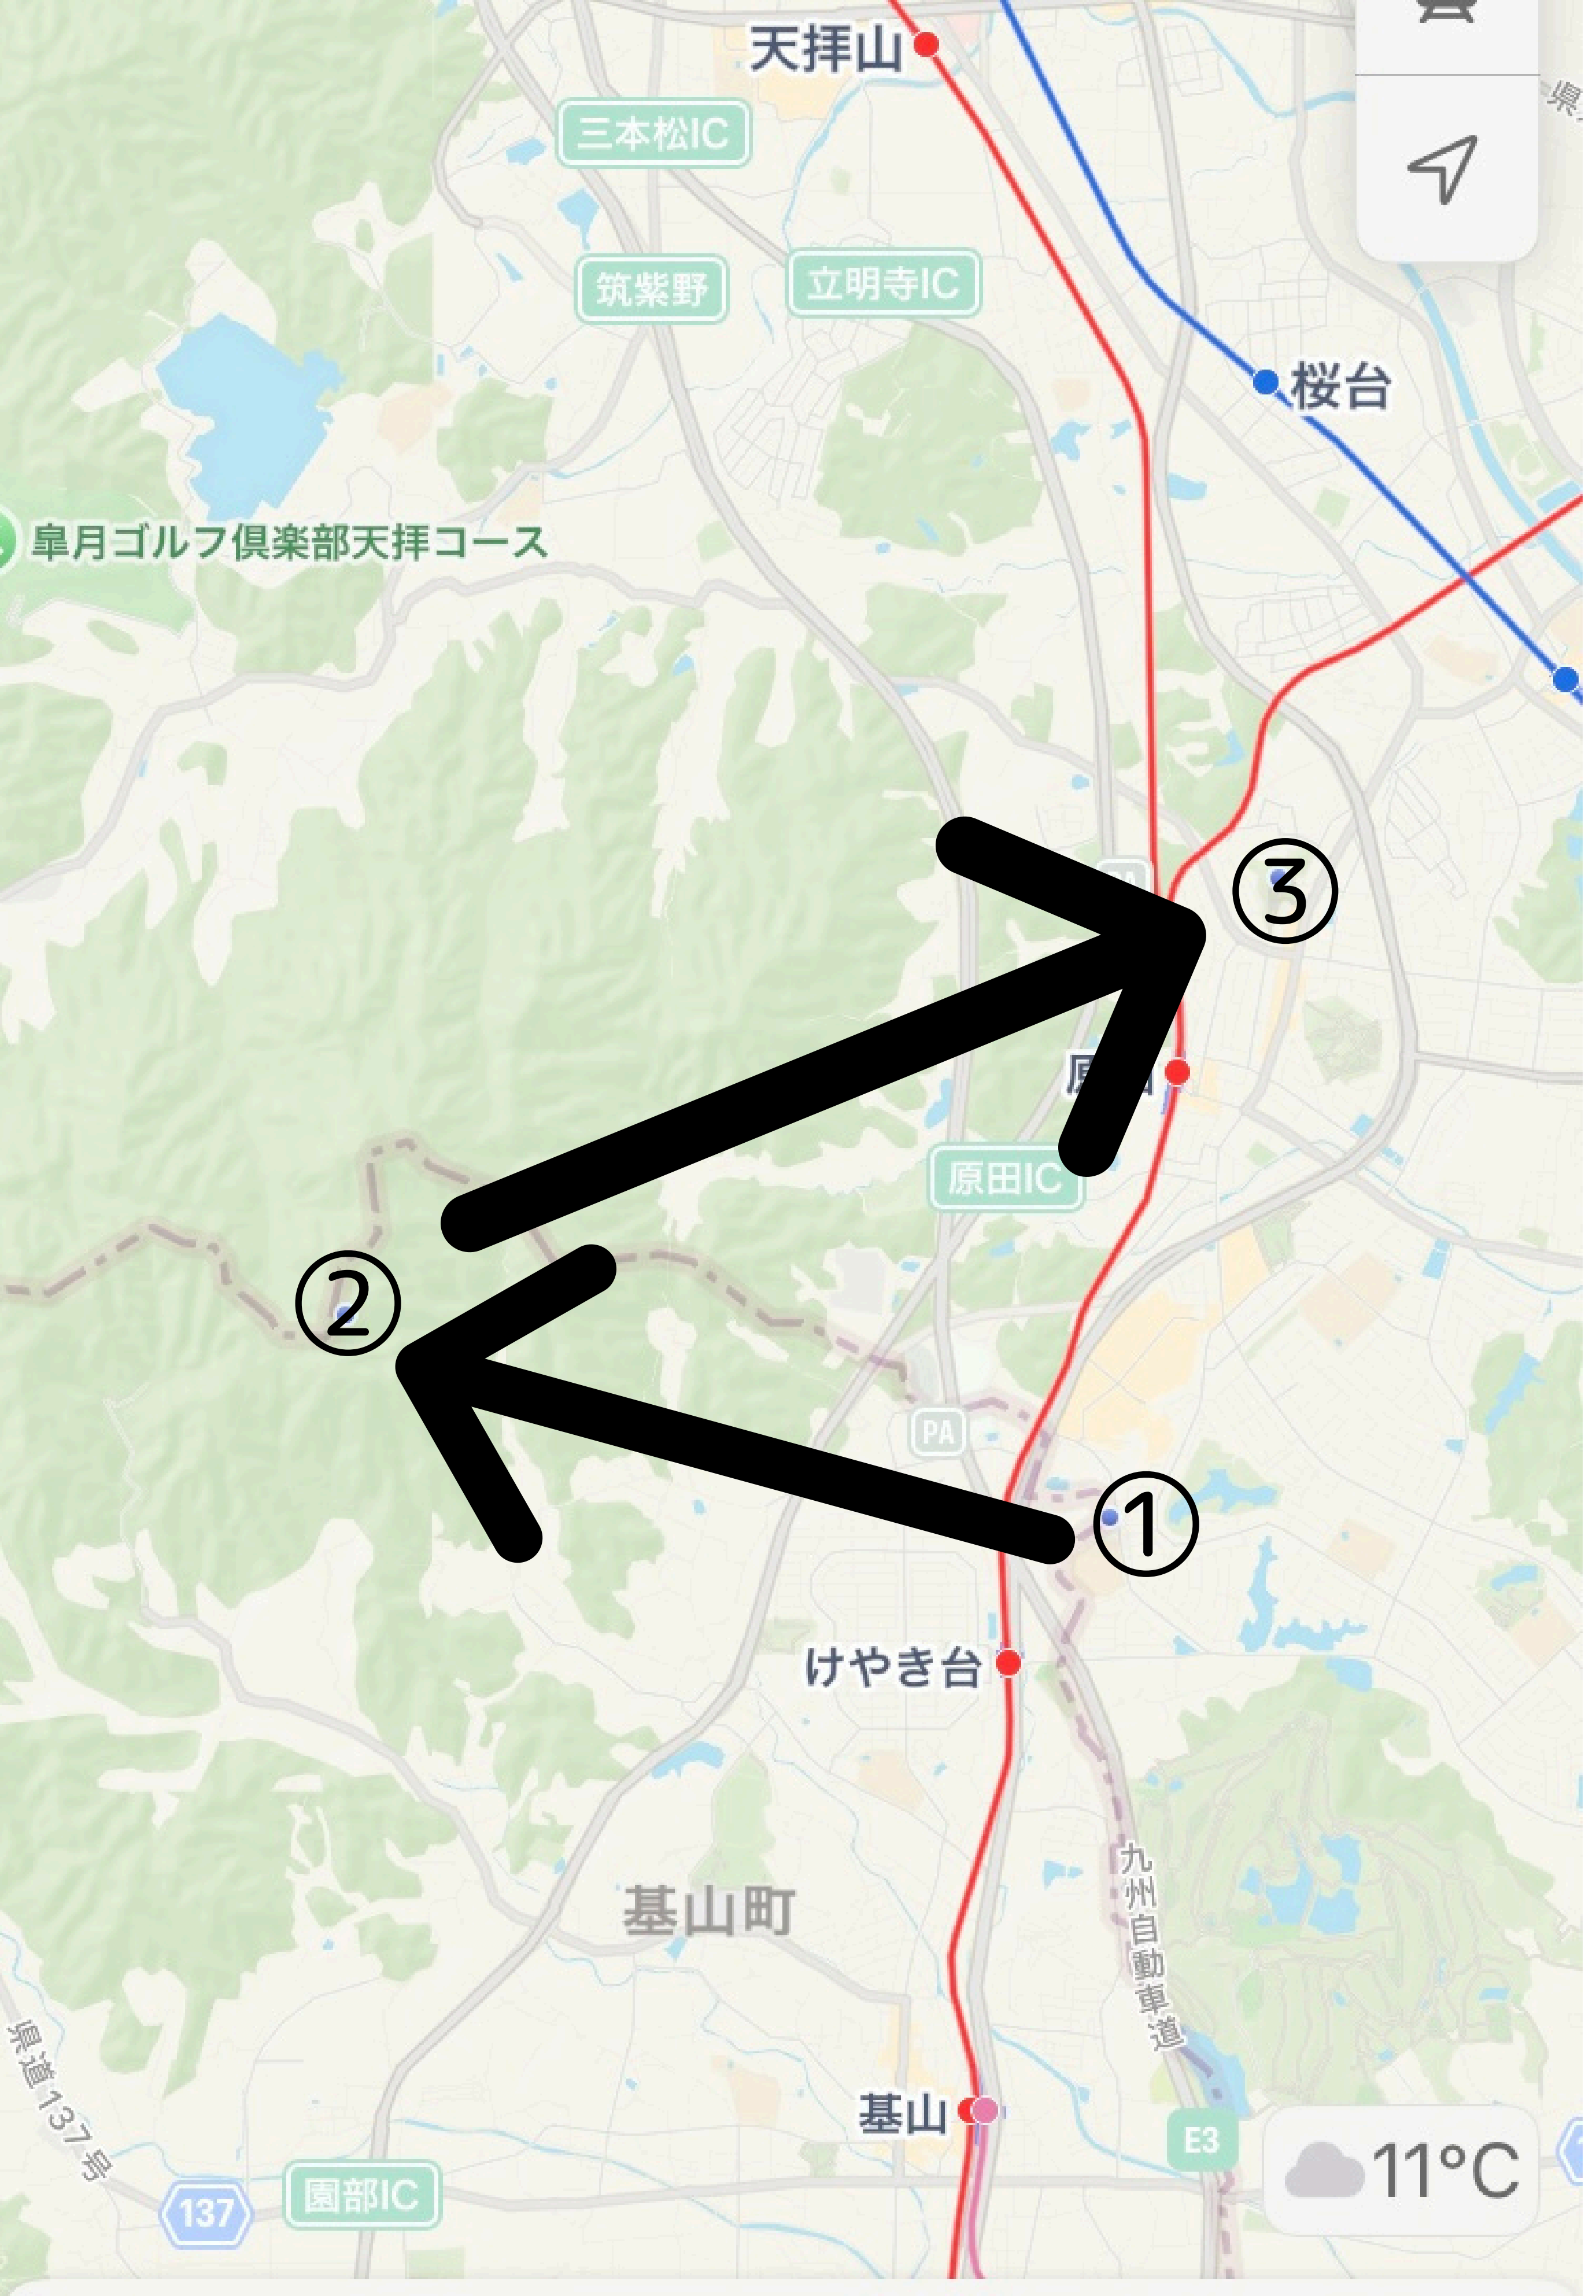 天拝山
三本松IC
筑紫野
立明寺IC
桜台
皐月ゴルフ倶楽部天拝コース
③
原田IC
②
PA
①
けやき台
九州自動車道
基山町
県道137号
基山
E3
11°C
園部IC
137